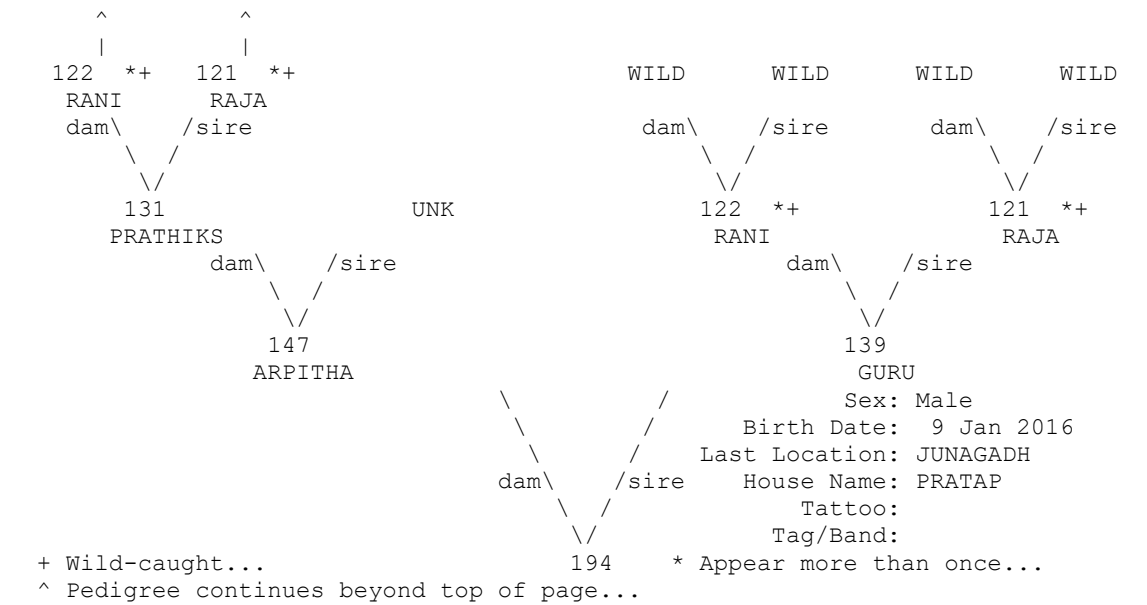 ^ ^
| |
122 *+ 121 *+ WILD WILD WILD WILD
RANI RAJA
dam\ /sire dam\ /sire dam\ /sire
\ / \ / \ /
\/ \/ \/
131 UNK 122 *+ 121 *+
PRATHIKS RANI RAJA
dam\ /sire dam\ /sire
\ / \ /
\/ \/
147 139
ARPITHA GURU
\ / Sex: Male
\ / Birth Date: 9 Jan 2016
\ / Last Location: JUNAGADH
dam\ /sire House Name: PRATAP
\ / Tattoo:
\/ Tag/Band:
+ Wild-caught... 194 * Appear more than once...
^ Pedigree continues beyond top of page...